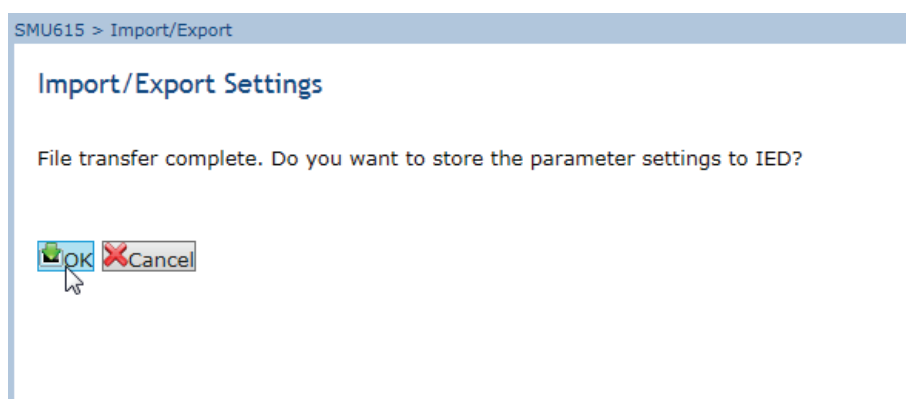 SMU615 > Import/Export
Import/Export Settings
File transfer complete. Do you want to store the parameter settings to IED?
OK Cancel